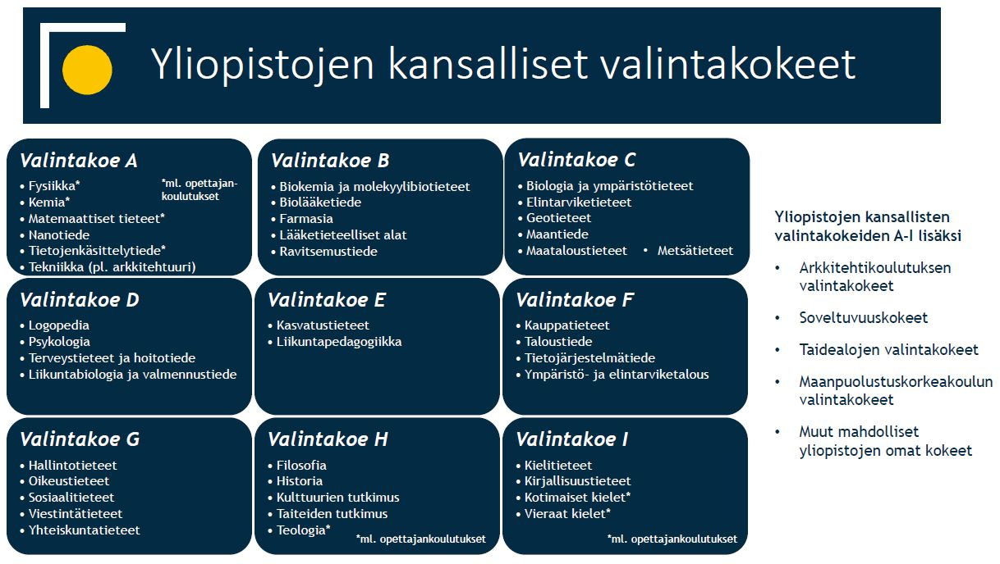 Yliopistojen kansalliset valintakokeet
Valintakoe A
• Fysiikka*
• Kemia*
• Matemaattiset tieteet*
• Nanotiede
• Tietojenkäsittelytiede*
• Tekniikka (pl. arkkitehtuuri)
*ml. opettajan-
koulutukset
Valintakoe B
• Biokemia ja molekyylibiotieteet
• Biolääketiede
• Farmasia
• Lääketieteelliset alat
• Ravitsemustiede
Valintakoe C
• Biologia ja ympäristötieteet
• Elintarviketieteet
• Geotieteet
• Maantiede
• Maataloustieteet • Metsätieteet
Valintakoe D
• Logopedia
• Psykologia
• Terveystieteet ja hoitotiede
• Liikuntabiologia ja valmennustiede
Valintakoe E
• Kasvatustieteet
• Liikuntapedagogiikka
Valintakoe F
• Kauppatieteet
• Taloustiede
• Tietojärjestelmätiede
• Ympäristö- ja elintarviketalous
Valintakoe G
• Hallintotieteet
• Oikeustieteet
• Sosiaalitieteet
• Viestintätieteet
• Yhteiskuntatieteet
Valintakoe H
• Filosofia
• Historia
• Kulttuurien tutkimus
• Taiteiden tutkimus
• Teologia*
*ml. opettajankoulutukset
Valintakoe I
• Kielitieteet
• Kirjallisuustieteet
• Kotimaiset kielet*
• Vieraat kielet*
*ml. opettajankoulutukset
Yliopistojen kansallisten
valintakokeiden A-I lisäksi
• Arkkitehtikoulutuksen
valintakokeet
• Soveltuvuuskokeet
• Taidealojen valintakokeet
• Maanpuolustuskorkeakoulun
valintakokeet
• Muut mahdolliset
yliopistojen omat kokeet